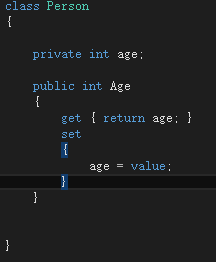 class Person
{
private int age;
public int Age
{
get { return age; }
set
{
age = value;
}
}
}